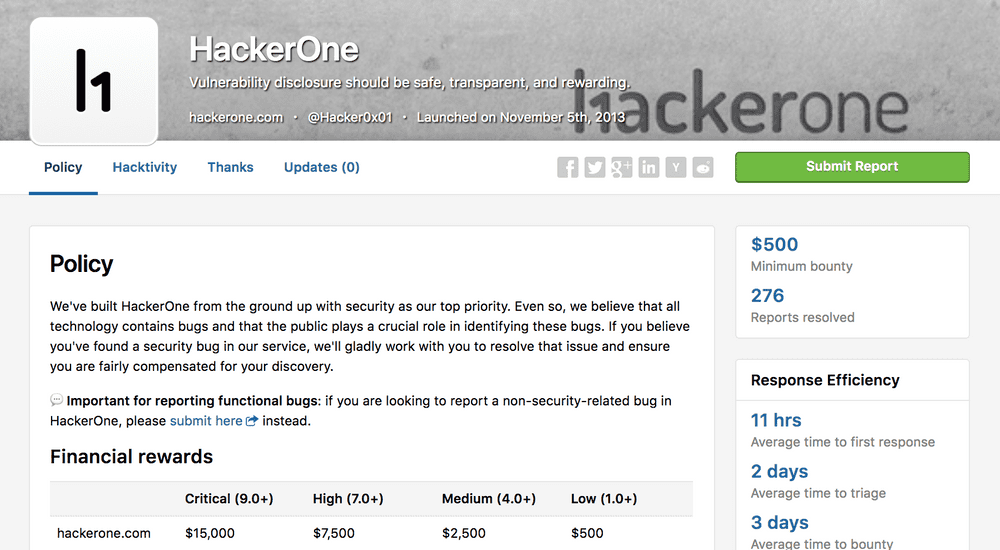 h1
HackerOne
Vulnerability disclosure should be safe, transparent, and rewarding.
hackerone
hackerone.com · @Hacker0x01 · Launched on November 5th, 2013
Policy Hacktivity Thanks Updates (0)
Submit Report
Policy
We've built HackerOne from the ground up with security as our top priority. Even so, we believe that all
technology contains bugs and that the public plays a crucial role in identifying these bugs. If you believe
you've found a security bug in our service, we'll gladly work with you to resolve that issue and ensure
you are fairly compensated for your discovery.
Important for reporting functional bugs: if you are looking to report a non-security-related bug in
HackerOne, please submit here instead.
Financial rewards
Critical (9.0+) High (7.0+) Medium (4.0+) Low (1.0+)
hackerone.com $15,000 $7,500 $2,500 $500
$500
Minimum bounty
276
Reports resolved
Response Efficiency
11 hrs
Average time to first response
2 days
Average time to triage
3 days
Average time to bounty